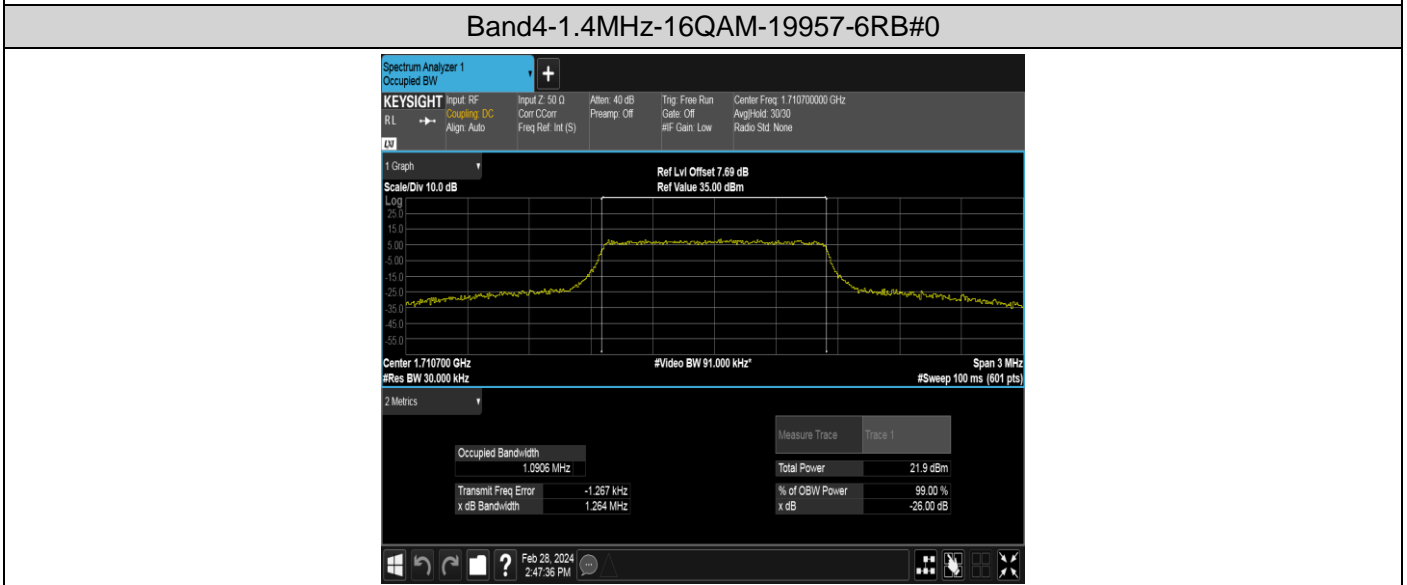 Band4-1.4MHz-16QAM-19957-6RB#0
Spectrum Analyzer 1
Occupied BW
+
KEYSIGHT
RL
LXI
Input: RF
Coupling: DC
Align: Auto
Input Z: 50 Ω
Corr CCorr
Freq Ref: Int (S)
Atten: 40 dB
Preamp: Off
Trig: Free Run
Gate: Off
#IF Gain: Low
Center Freq: 1.710700000 GHz
Avg|Hold: 30/30
Radio Std: None
1 Graph
Scale/Div 10.0 dB
Ref Lvl Offset 7.69 dB
Ref Value 35.00 dBm
Log
25.0
15.0
5.00
-5.00
-15.0
-25.0
-35.0
-45.0
-55.0
Center 1.710700 GHz
#Video BW 91.000 kHz*
Span 3 MHz
#Res BW 30.000 kHz
#Sweep 100 ms (601 pts)
2 Metrics
Measure Trace Trace 1
Occupied Bandwidth
1.0906 MHz
Total Power 21.9 dBm
Transmit Freq Error -1.267 kHz
% of OBW Power 99.00 %
x dB Bandwidth 1.264 MHz
x dB -26.00 dB
?
Feb 28, 2024
2:47:36 PM